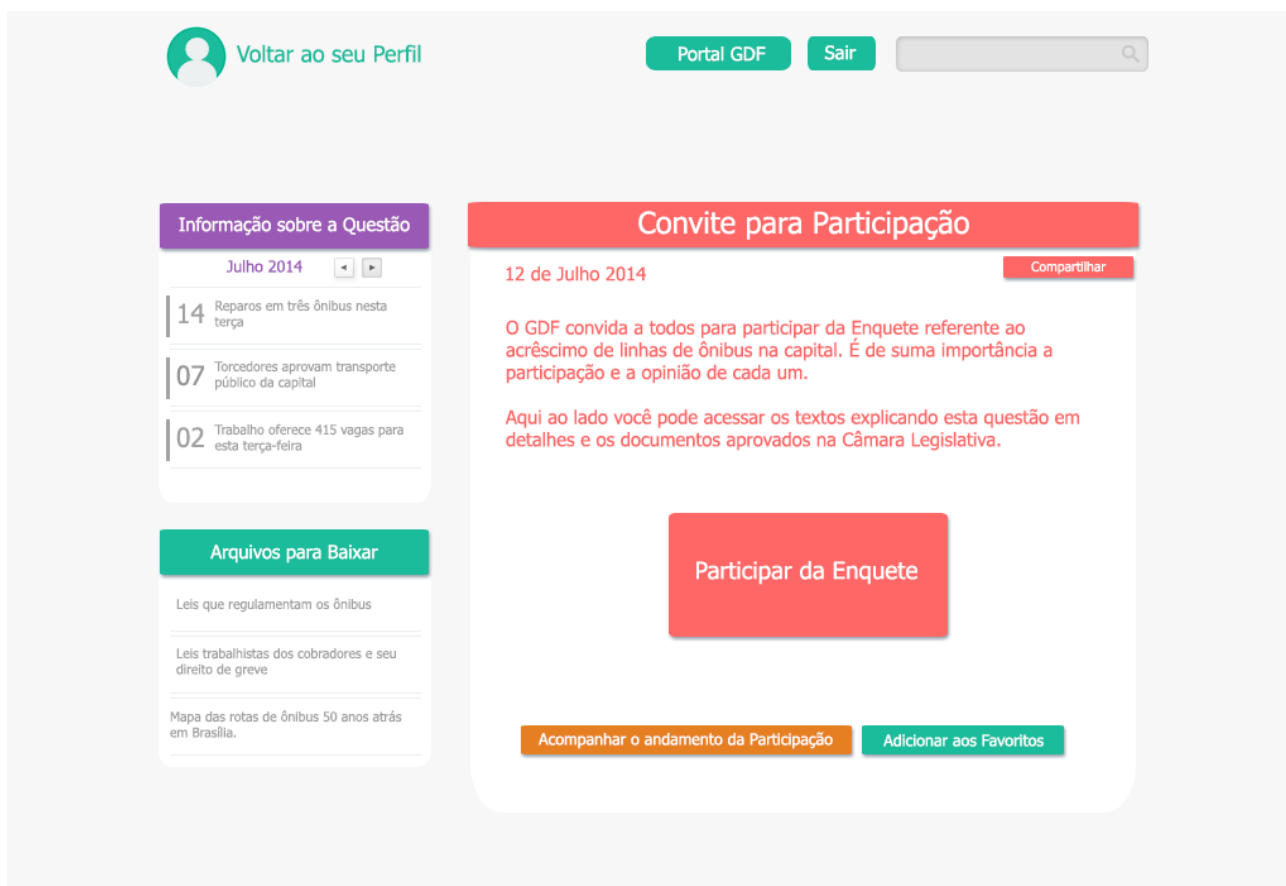 Voltar ao seu Perfil
Portal GDF
Sair
Informação sobre a Questão
Julho 2014
14
Reparos em três ônibus nesta
terça
07
Torcedores aprovam transporte
público da capital
02
Trabalho oferece 415 vagas para
esta terça-feira
Arquivos para Baixar
Leis que regulamentam os ônibus
Leis trabalhistas dos cobradores e seu
direito de greve
Mapa das rotas de ônibus 50 anos atrás
em Brasília.
Convite para Participação
12 de Julho 2014
Compartilhar
O GDF convida a todos para participar da Enquete referente ao
acrêscimo de linhas de ônibus na capital. É de suma importância a
participação e a opinião de cada um.
Aqui ao lado você pode acessar os textos explicando esta questão em
detalhes e os documentos aprovados na Câmara Legislativa.
Participar da Enquete
Acompanhar o andamento da Participação
Adicionar aos Favoritos